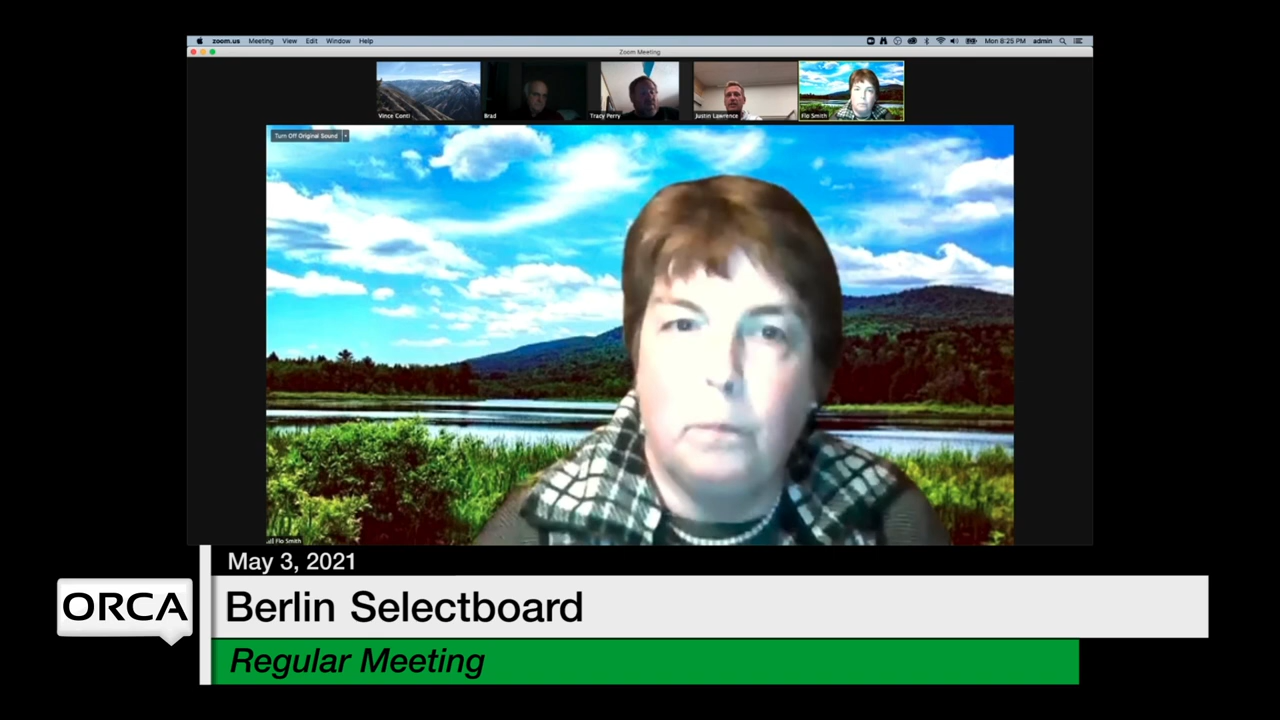 zoom.us Meeting View Edit Window Help Mon 8:25 PM admin
Zoom Meeting
Vince Conti Brad Tracy Perry Justin Lawrence Flo Smith
Turn Off Original Sound
Flo Smith
May 3, 2021
ORCA
Berlin Selectboard
Regular Meeting